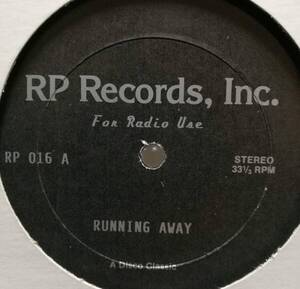 RP Records, Inc.
For Radio Use
RP 016 A
STEREO
33⅓ RPM
RUNNING AWAY
A Disco Classic